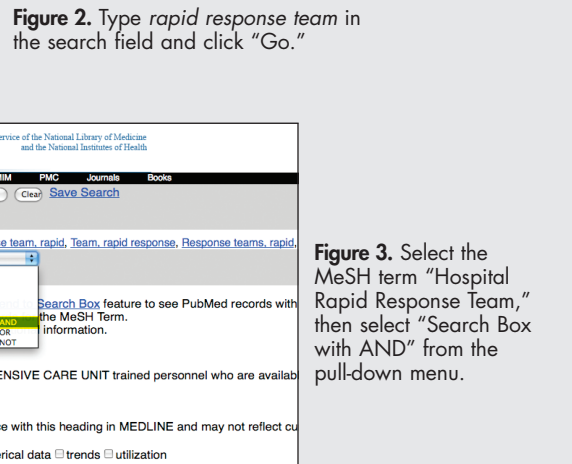 Figure 2. Type rapid response team in
the search field and click “Go.”
ervice of the National Library of Medicine
and the National Institutes of Health
MIM PMC Journals Books
Clear Save Search
se team, rapid, Team, rapid response, Response teams, rapid,
Search Box feature to see PubMed records with
the MeSH Term.
AND
information.
OR
NOT
ENSIVE CARE UNIT trained personnel who are availab
ce with this heading in MEDLINE and may not reflect cu
erical data trends utilization
Figure 3. Select the
MeSH term “Hospital
Rapid Response Team,”
then select “Search Box
with AND” from the
pull-down menu.